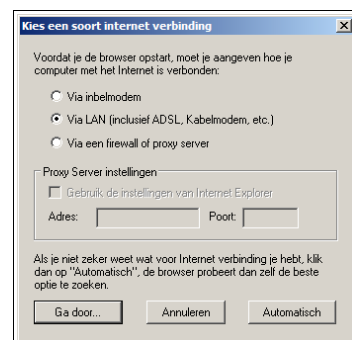 Kies een soort internet verbinding
Voordat je de browser opstart, moet je aangeven hoe je
computer met het Internet is verbonden:
Via inbelmodem
Via LAN (inclusief ADSL, Kabelmodem, etc.)
Via een firewall of proxy server
Proxy Server instellingen
Gebruik de instellingen van Internet Explorer
Adres: Poort:
Als je niet zeker weet wat voor Internet verbinding je hebt, klik
dan op "Automatisch", de browser probeert dan zelf de beste
optie te zoeken.
Ga door... Annuleren Automatisch